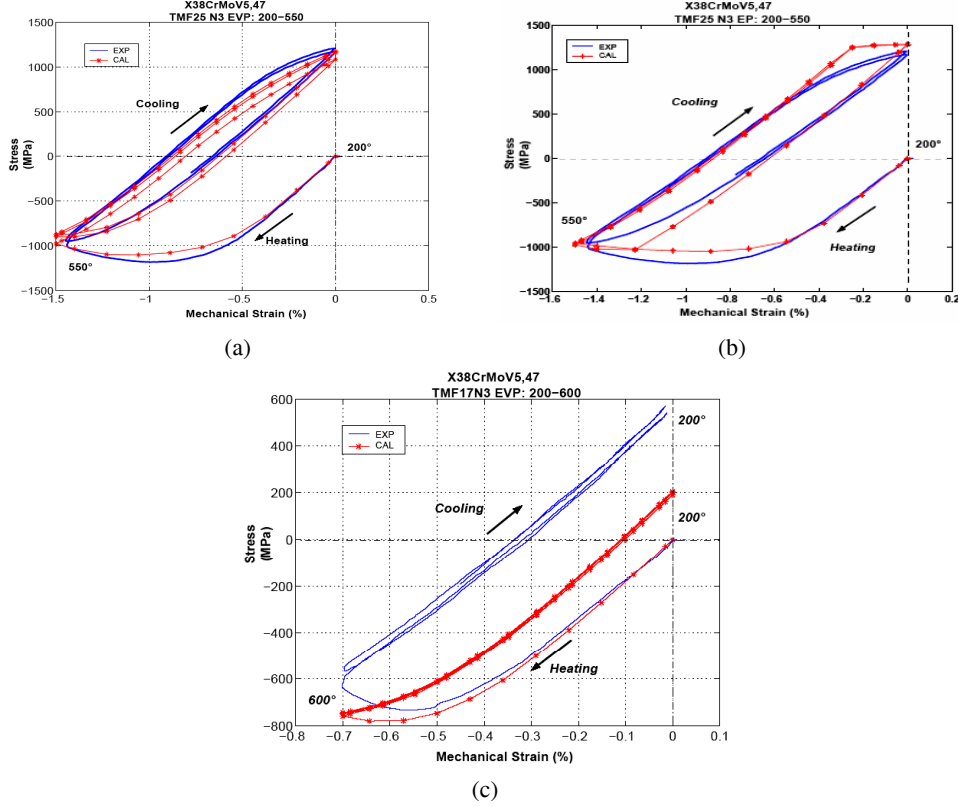 X38CrMoV5,47
TMF25 N3 EVP: 200−550
1500
1000
500
0
−500
−1000
−1500
−1.5
−1
−0.5
0
0.5
Stress
(MPa)
Mechanical Strain (%)
EXP
CAL
Cooling
200°
Heating
550°
(a)
X38CrMoV5,47
TMF25 N3 EP: 200−550
1500
1000
500
0
−500
−1000
−1500
−1.6
−1.4
−1.2
−1
−0.8
−0.6
−0.4
−0.2
0
0.2
Stress
(MPa)
Mechanical Strain (%)
EXP
CAL
Cooling
200°
550°
Heating
(b)
X38CrMoV5,47
TMF17N3 EVP: 200−600
600
400
200
0
−200
−400
−600
−800
−0.8
−0.7
−0.6
−0.5
−0.4
−0.3
−0.2
−0.1
0
0.1
Stress
(MPa)
Mechanical Strain (%)
EXP
CAL
200°
Cooling
200°
Heating
600°
(c)